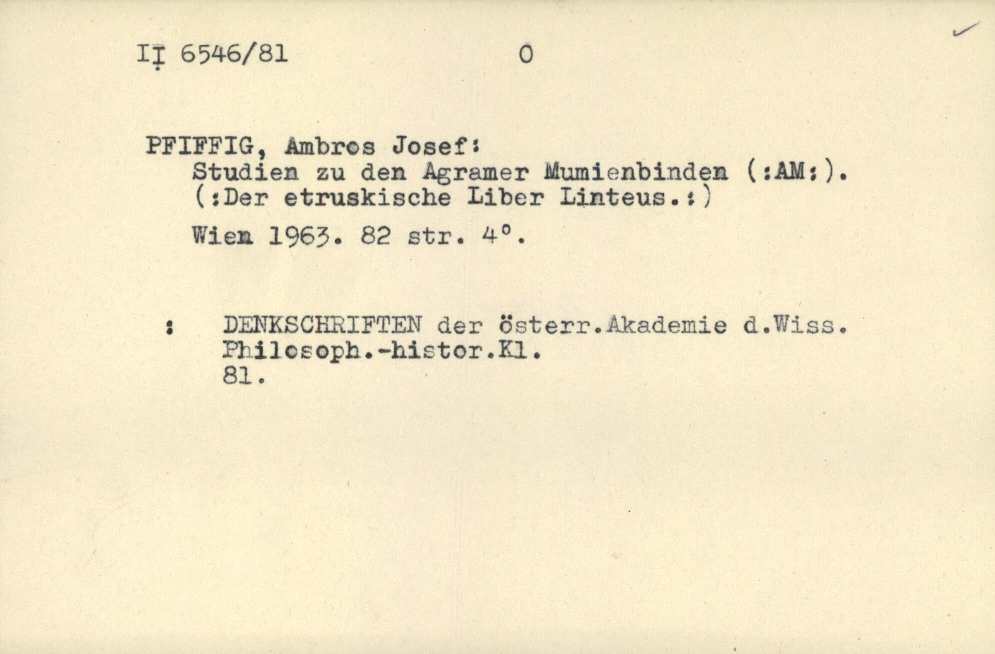 II 6546/81 O
PFIFFIG, Ambros Josef:
Studien zu den Agramer Mumienbinden (:AM:).
(:Der etruskische Liber Linteus.:)
Wien 1963. 82 str. 4°.
: DENKSCHRIFTEN der österr.Akademie d.Wiss.
Philosoph.-histor.Kl.
81.